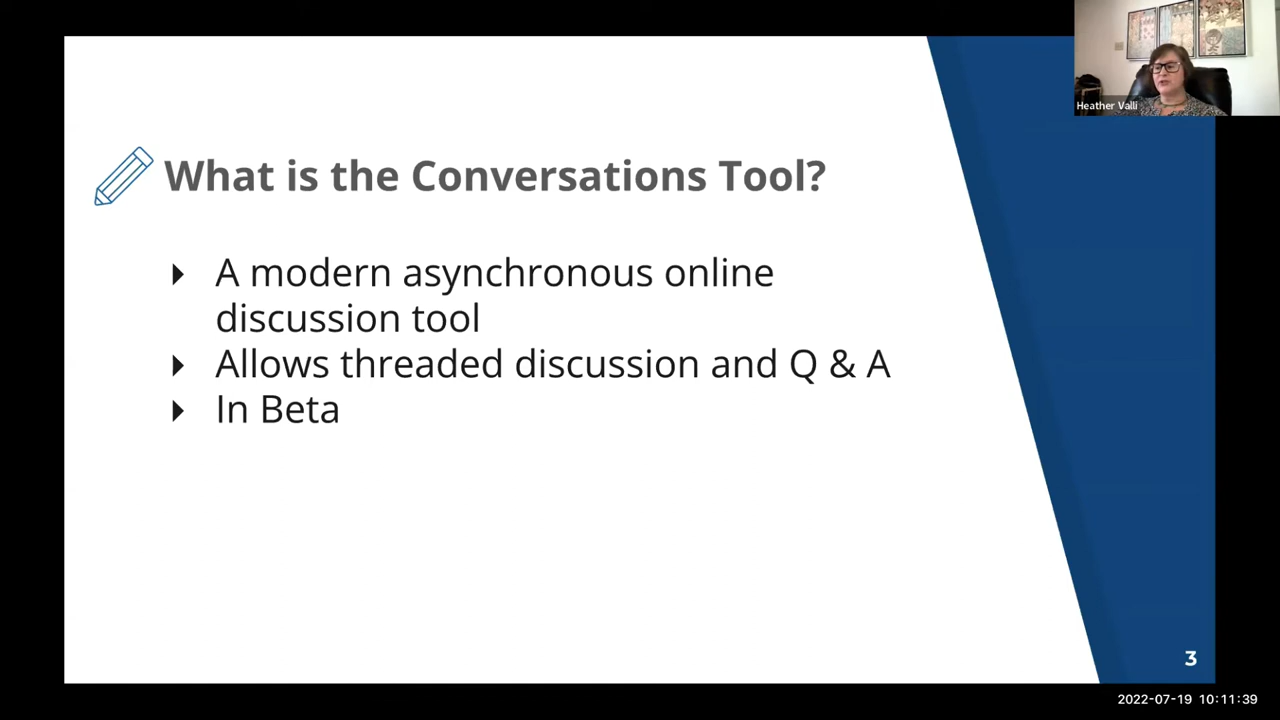 Heather Valli
What is the Conversations Tool?
A modern asynchronous online
discussion tool
Allows threaded discussion and Q & A
In Beta
3
2022-07-19 10:11:39